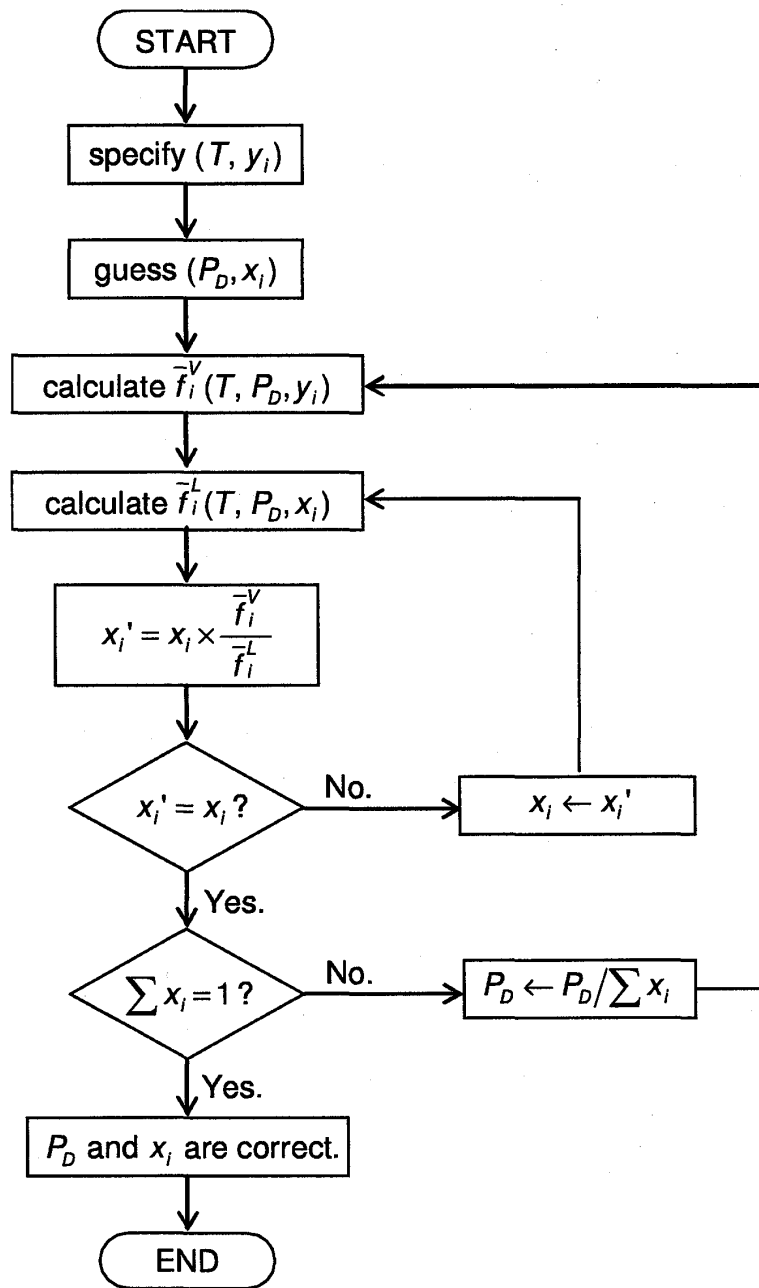 START
specify (T, y_i)
guess (P_D, x_i)
calculate f̄_i^V (T, P_D, y_i)
calculate f̄_i^L (T, P_D, x_i)
x_i' = x_i × f̄_i^V / f̄_i^L
x_i' = x_i ?
No.
x_i ← x_i'
Yes.
∑ x_i = 1 ?
No.
P_D ← P_D / ∑ x_i
Yes.
P_D and x_i are correct.
END